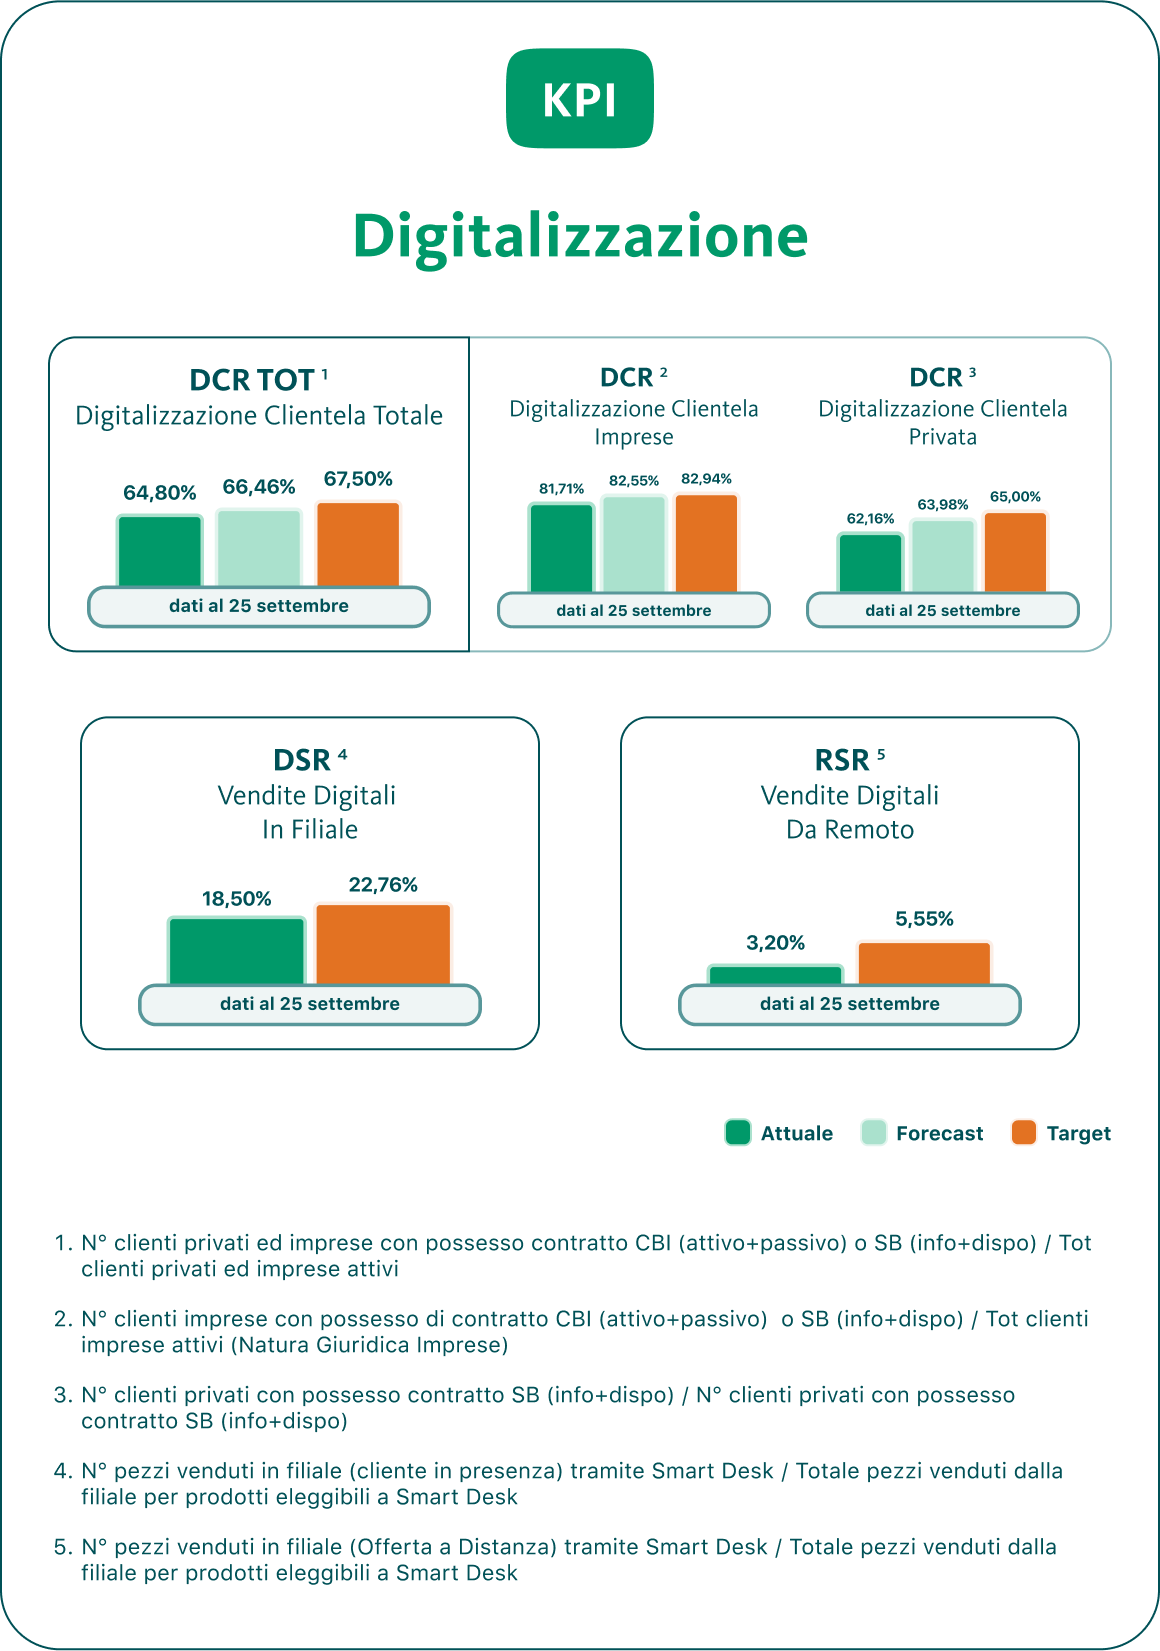 KPI
Digitalizzazione
DCR TOT ¹
Digitalizzazione Clientela Totale
64,80%
66,46%
67,50%
dati al 25 settembre
DCR ²
Digitalizzazione Clientela
Imprese
81,71%
82,55%
82,94%
dati al 25 settembre
DCR ³
Digitalizzazione Clientela
Privata
62,16%
63,98%
65,00%
dati al 25 settembre
DSR ⁴
Vendite Digitali
In Filiale
18,50%
22,76%
dati al 25 settembre
RSR ⁵
Vendite Digitali
Da Remoto
3,20%
5,55%
dati al 25 settembre
Attuale
Forecast
Target
1. N° clienti privati ed imprese con possesso contratto CBI (attivo+passivo) o SB (info+dispo) / Tot
clienti privati ed imprese attivi
2. N° clienti imprese con possesso di contratto CBI (attivo+passivo) o SB (info+dispo) / Tot clienti
imprese attivi (Natura Giuridica Imprese)
3. N° clienti privati con possesso contratto SB (info+dispo) / N° clienti privati con possesso
contratto SB (info+dispo)
4. N° pezzi venduti in filiale (cliente in presenza) tramite Smart Desk / Totale pezzi venduti dalla
filiale per prodotti eleggibili a Smart Desk
5. N° pezzi venduti in filiale (Offerta a Distanza) tramite Smart Desk / Totale pezzi venduti dalla
filiale per prodotti eleggibili a Smart Desk